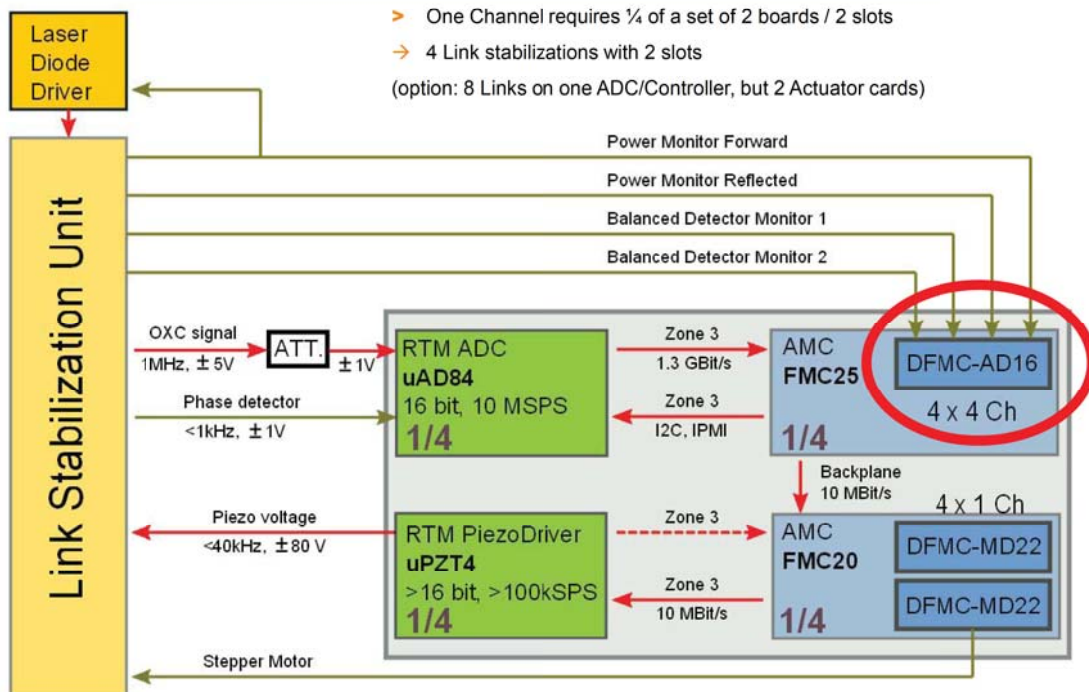 > One Channel requires ¼ of a set of 2 boards / 2 slots
→ 4 Link stabilizations with 2 slots
(option: 8 Links on one ADC/Controller, but 2 Actuator cards)
Laser
Diode
Driver
Link Stabilization Unit
Power Monitor Forward
Power Monitor Reflected
Balanced Detector Monitor 1
Balanced Detector Monitor 2
OXC signal
1MHz, ±5V
ATT.
±1V
Phase detector
<1kHz, ±1V
RTM ADC
uAD84
16 bit, 10 MSPS
1/4
Zone 3
1.3 GBit/s
Zone 3
I2C, IPMI
AMC
FMC25
1/4
DFMC-AD16
4 x 4 Ch
Backplane
10 MBit/s
4 x 1 Ch
Piezo voltage
<40kHz, ±80 V
RTM PiezoDriver
uPZT4
>16 bit, >100kSPS
1/4
Zone 3
Zone 3
10 MBit/s
AMC
FMC20
1/4
DFMC-MD22
DFMC-MD22
Stepper Motor